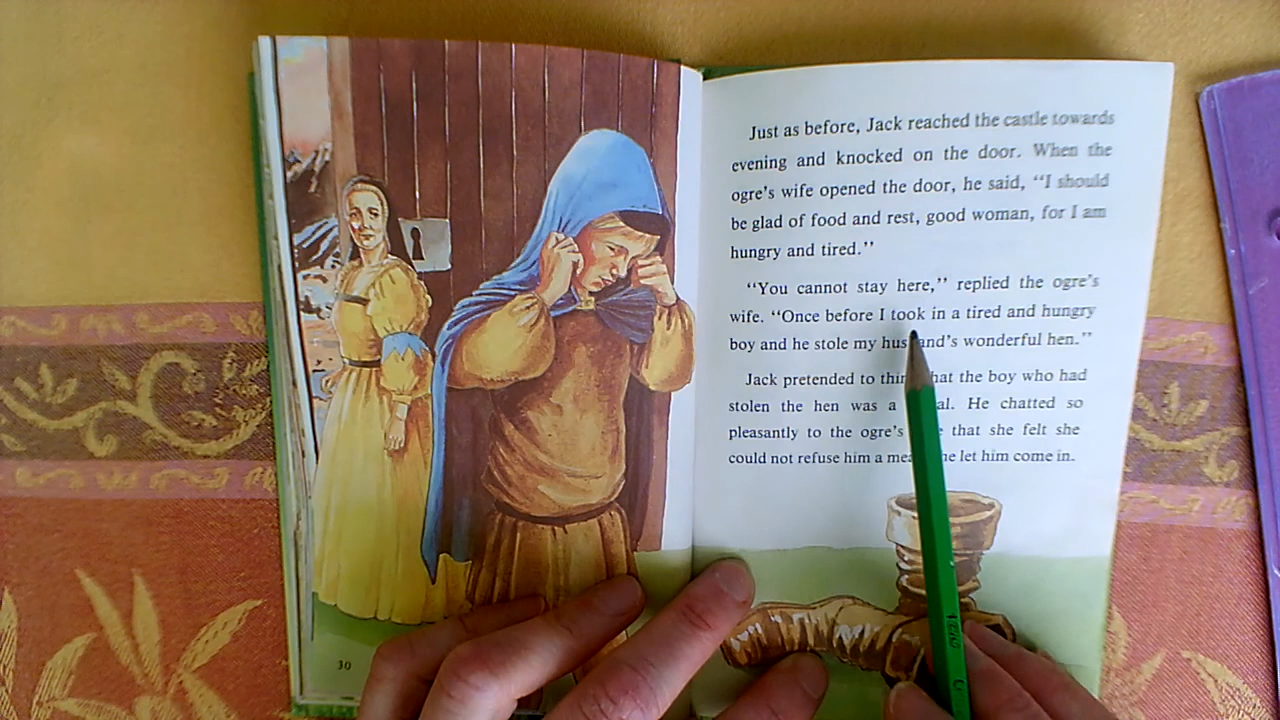 Just as before, Jack reached the castle towards
evening and knocked on the door. When the
ogre's wife opened the door, he said, “I should
be glad of food and rest, good woman, for I am
hungry and tired.”
“You cannot stay here,” replied the ogre's
wife. “Once before I took in a tired and hungry
boy and he stole my hus and's wonderful hen.”
Jack pretended to thin hat the boy who had
stolen the hen was a al. He chatted so
pleasantly to the ogre's that she felt she
could not refuse him a mea he let him come in.
30